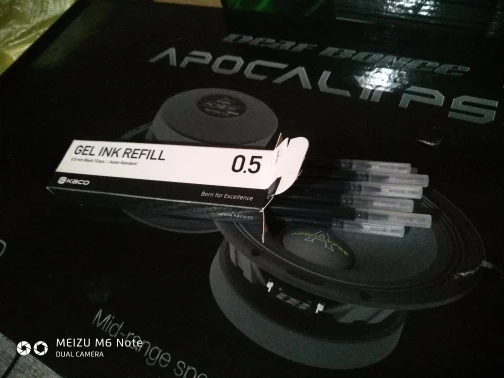 DEAF BONCE
APOCALYPSE
GEL INK REFILL
0.5
KACO
Born for Excellence
Mid-range spe
MEIZU M6 Note
DUAL CAMERA